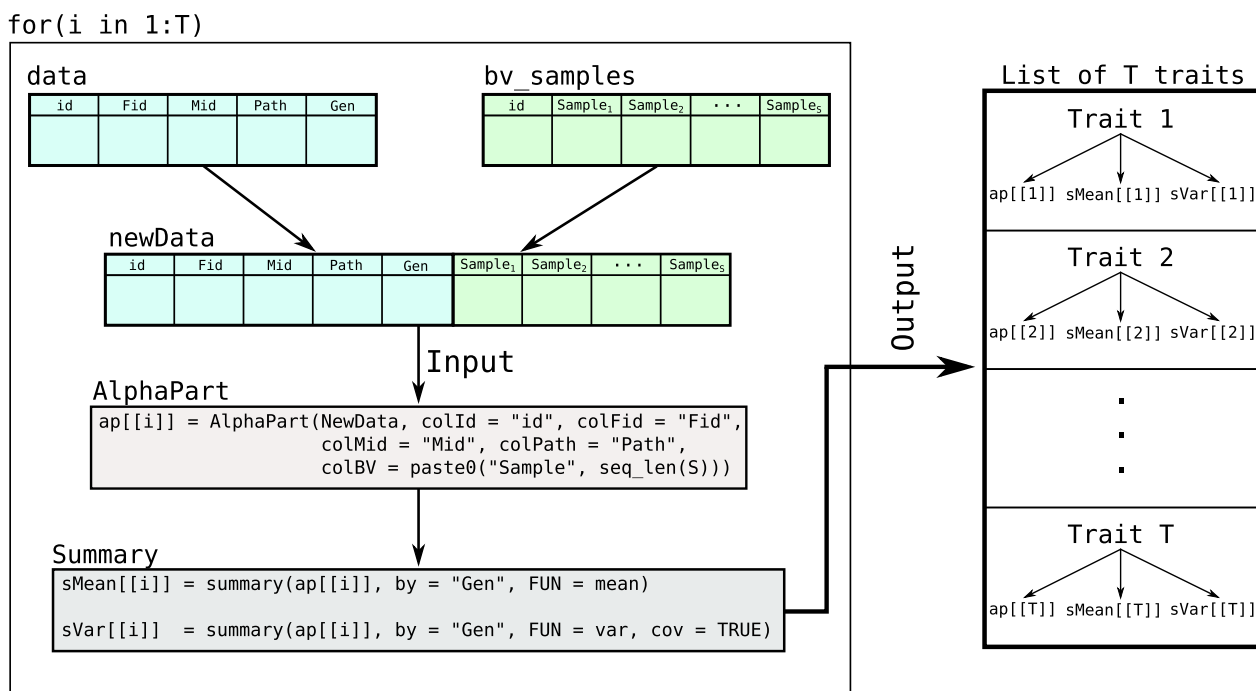 for(i in 1:T)
data
id Fid Mid Path Gen
bv_samples
id Sample1 Sample2 ··· SampleS
newData
id Fid Mid Path Gen Sample1 Sample2 ··· SampleS
Input
AlphaPart
ap[[i]] = AlphaPart(NewData, colId = "id", colFid = "Fid",
colMid = "Mid", colPath = "Path",
colBV = paste0("Sample", seq_len(S)))
Summary
sMean[[i]] = summary(ap[[i]], by = "Gen", FUN = mean)
sVar[[i]] = summary(ap[[i]], by = "Gen", FUN = var, cov = TRUE)
Output
List of T traits
Trait 1
ap[[1]] sMean[[1]] sVar[[1]]
Trait 2
ap[[2]] sMean[[2]] sVar[[2]]
Trait T
ap[[T]] sMean[[T]] sVar[[T]]